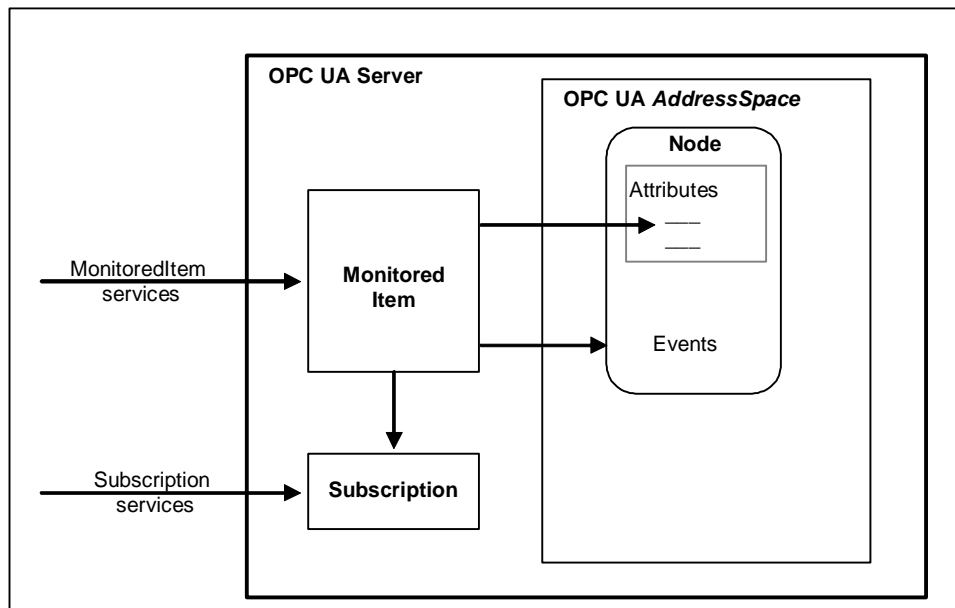 OPC UA Server
OPC UA AddressSpace
Node
Attributes
MonitoredItem
services
Monitored
Item
Events
Subscription
services
Subscription